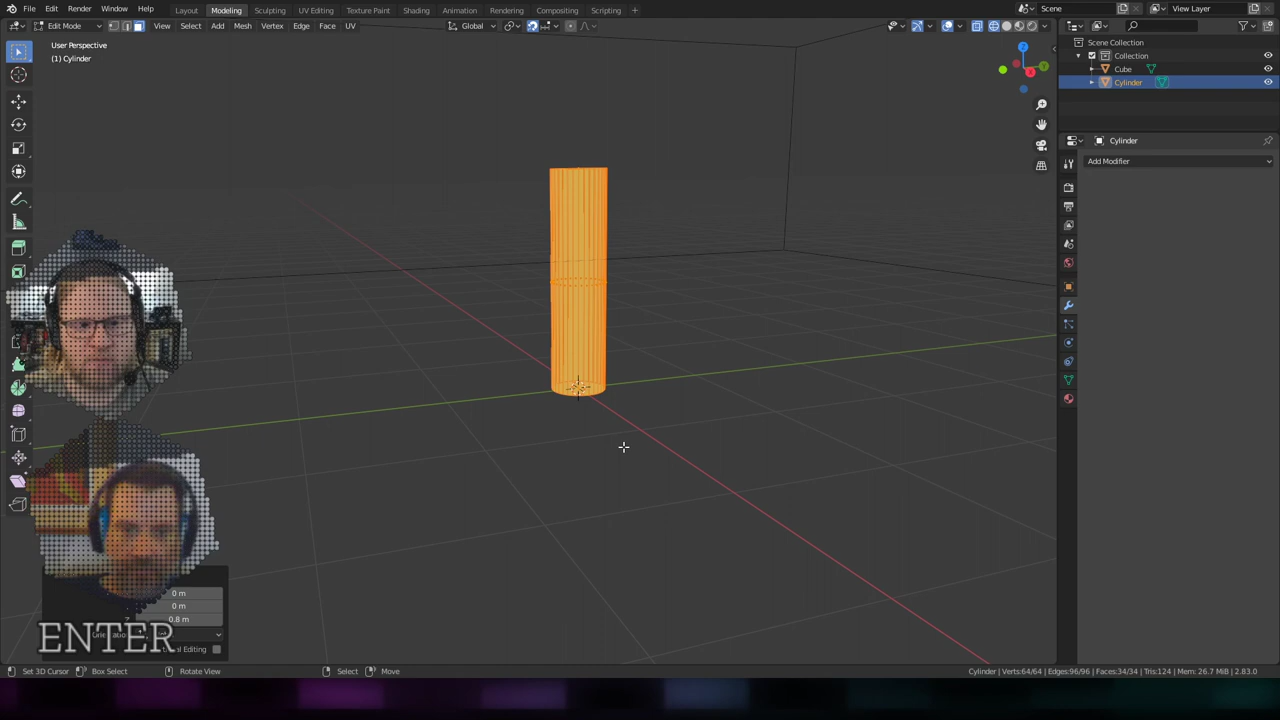 File Edit Render Window Help Layout Modeling Sculpting UV Editing Texture Paint Shading Animation Rendering Compositing Scripting + Scene View Layer
Edit Mode View Select Add Mesh Vertex Edge Face UV Global
User Perspective
(1) Cylinder
Scene Collection
Collection
Cube
Cylinder
Cylinder
Add Modifier
Z
Y
X
0 m
0 m
0.8 m
ENTER
Set 3D Cursor Box Select Rotate View Select Move Cylinder | Verts:64/64 | Edges:96/96 | Faces:34/34 | Tris:124 | Mem: 26.7 MiB | 2.83.0